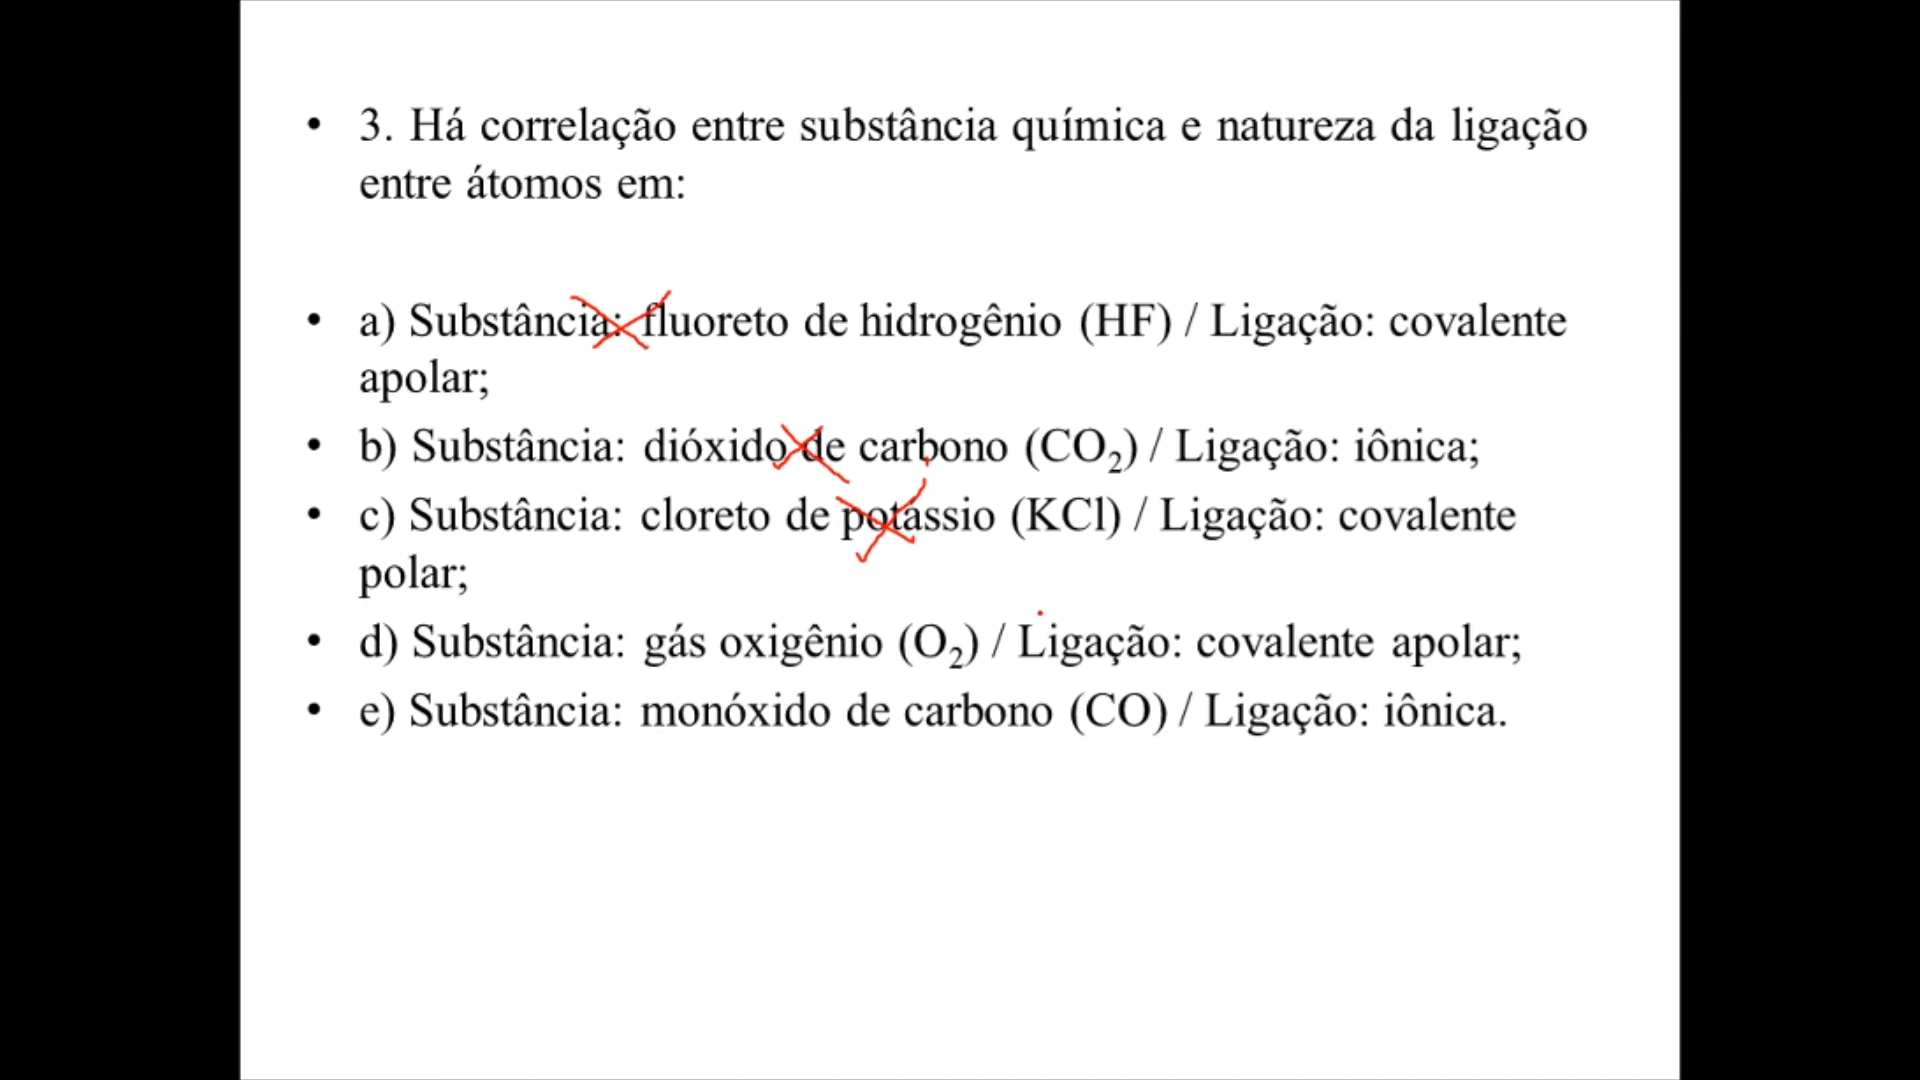 • 3. Há correlação entre substância química e natureza da ligação
entre átomos em:
• a) Substância: fluoreto de hidrogênio (HF) / Ligação: covalente
apolar;
• b) Substância: dióxido de carbono (CO₂) / Ligação: iônica;
• c) Substância: cloreto de potássio (KCl) / Ligação: covalente
polar;
• d) Substância: gás oxigênio (O₂) / Ligação: covalente apolar;
• e) Substância: monóxido de carbono (CO) / Ligação: iônica.